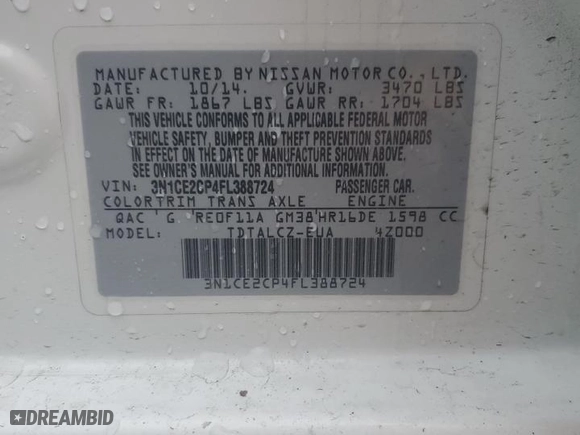 MANUFACTURED BY NISSAN MOTOR CO., LTD.
DATE: 10/14. GVWR: 3470 LBS
GAWR FR: 1867 LBS GAWR RR: 1704 LBS
THIS VEHICLE CONFORMS TO ALL APPLICABLE FEDERAL MOTOR
VEHICLE SAFETY, BUMPER AND THEFT PREVENTION STANDARDS
IN EFFECT ON THE DATE OF MANUFACTURE SHOWN ABOVE.
SEE OWNER'S MANUAL FOR ADDITIONAL INFORMATION.
VIN: 3N1CE2CP4FL388724 PASSENGER CAR.
COLOR TRIM TRANS AXLE ENGINE
QAC G RE0F11A GM38 HR16DE 1598 CC
TDTALCZ-EUA 4Z000
3N1CE2CP4FL388724
DREAMBID